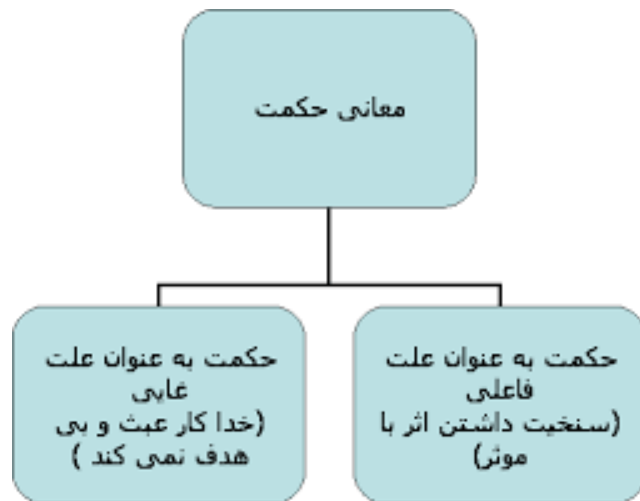 معانی حکمت
حکمت به عنوان علت
فاعلی
(سنخیت داشتن اثر با
موثر)
حکمت به عنوان علت
غایی
(خدا کار عبث و بی
هدف نمی کند )